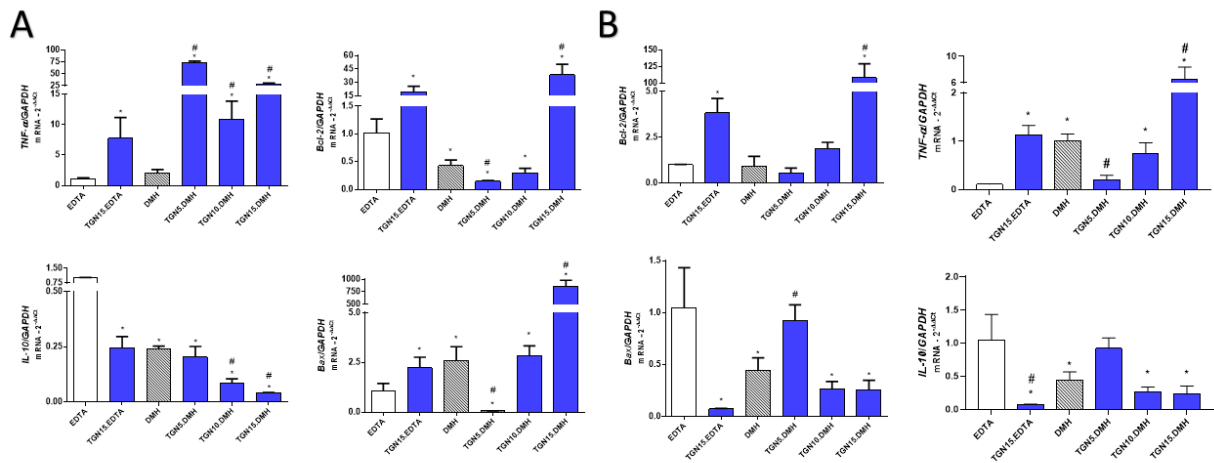 A
B
TNF-α/GAPDH
mRNA - 2^-ΔΔCt
100
75
50
25
15
10
5
0
#
*
*
#
*
#
*
EDTA
TGN15.EDTA
DMH
TGN5.DMH
TGN10.DMH
TGN15.DMH
Bcl-2/GAPDH
mRNA - 2^-ΔΔCt
60
45
30
15
1.5
1.0
0.5
0.0
*
*
#
*
*
#
*
EDTA
TGN15.EDTA
DMH
TGN5.DMH
TGN10.DMH
TGN15.DMH
Bcl-2/GAPDH
mRNA - 2^-ΔΔCt
150
125
100
75
50
5.0
2.5
0.0
*
#
*
EDTA
TGN15.EDTA
DMH
TGN5.DMH
TGN10.DMH
TGN15.DMH
TNF-α/GAPDH
mRNA - 2^-ΔΔCt
10
6
2
1
0
*
*
#
*
#
*
EDTA
TGN15.EDTA
DMH
TGN5.DMH
TGN10.DMH
TGN15.DMH
IL-10/GAPDH
mRNA - 2^-ΔΔCt
1.50
0.75
0.50
0.25
0.00
*
*
*
#
*
#
*
EDTA
TGN15.EDTA
DMH
TGN5.DMH
TGN10.DMH
TGN15.DMH
Bax/GAPDH
mRNA - 2^-ΔΔCt
1000
750
500
5.0
2.5
0.0
*
*
#
*
*
#
*
EDTA
TGN15.EDTA
DMH
TGN5.DMH
TGN10.DMH
TGN15.DMH
Bax/GAPDH
mRNA - 2^-ΔΔCt
1.5
1.0
0.5
0.0
*
*
#
*
*
EDTA
TGN15.EDTA
DMH
TGN5.DMH
TGN10.DMH
TGN15.DMH
IL-10/GAPDH
mRNA - 2^-ΔΔCt
2.0
1.5
1.0
0.5
0.0
#
*
*
*
*
EDTA
TGN15.EDTA
DMH
TGN5.DMH
TGN10.DMH
TGN15.DMH